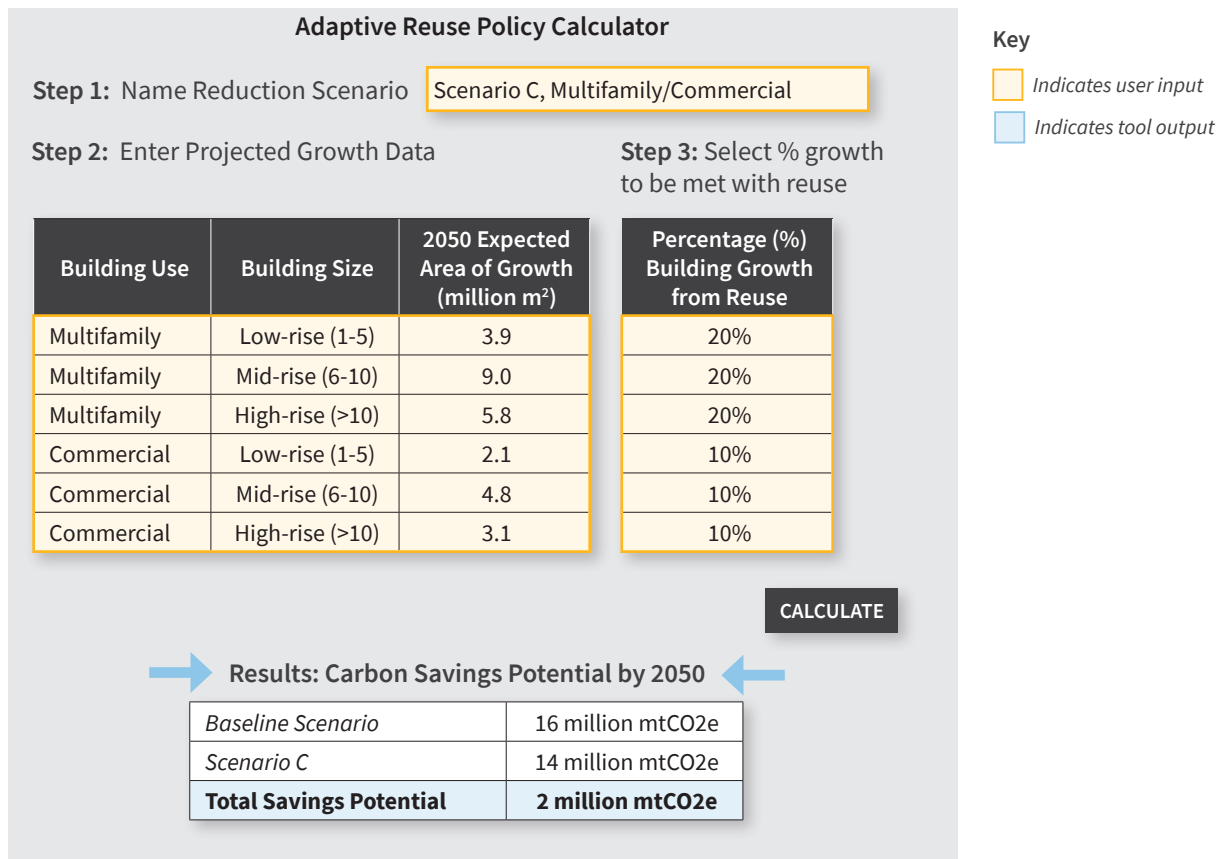 Adaptive Reuse Policy Calculator
Key
Step 1: Name Reduction Scenario
Scenario C, Multifamily/Commercial
Indicates user input
Indicates tool output
Step 2: Enter Projected Growth Data
Step 3: Select % growth
to be met with reuse
Building Use
Building Size
2050 Expected
Area of Growth
(million m²)
Percentage (%)
Building Growth
from Reuse
Multifamily Low-rise (1-5) 3.9 20%
Multifamily Mid-rise (6-10) 9.0 20%
Multifamily High-rise (>10) 5.8 20%
Commercial Low-rise (1-5) 2.1 10%
Commercial Mid-rise (6-10) 4.8 10%
Commercial High-rise (>10) 3.1 10%
CALCULATE
Results: Carbon Savings Potential by 2050
Baseline Scenario 16 million mtCO2e
Scenario C 14 million mtCO2e
Total Savings Potential 2 million mtCO2e